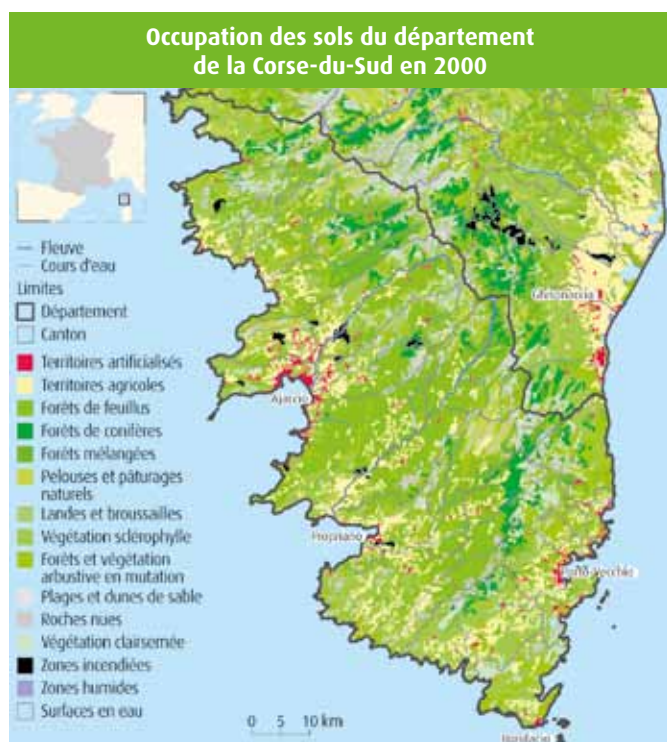 Occupation des sols du département
de la Corse-du-Sud en 2000
Fleuve
Cours d'eau
Limites
Département
Canton
Territoires artificialisés
Territoires agricoles
Forêts de feuillus
Forêts de conifères
Forêts mélangées
Pelouses et pâturages
naturels
Landes et broussailles
Végétation sclérophylle
Forêts et végétation
arbustive en mutation
Plages et dunes de sable
Roches nues
Végétation clairsemée
Zones incendiées
Zones humides
Surfaces en eau
Ghisonaccia
Ajaccio
Propriano
Porto-Vecchio
Bonifacio
0 5 10 km